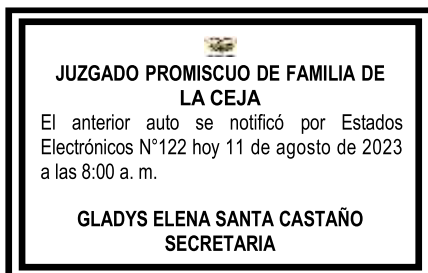 JUZGADO PROMISCUO DE FAMILIA DE
LA CEJA
El anterior auto se notificó por Estados
Electrónicos N°122 hoy 11 de agosto de 2023
a las 8:00 a. m.
GLADYS ELENA SANTA CASTAÑO
SECRETARIA